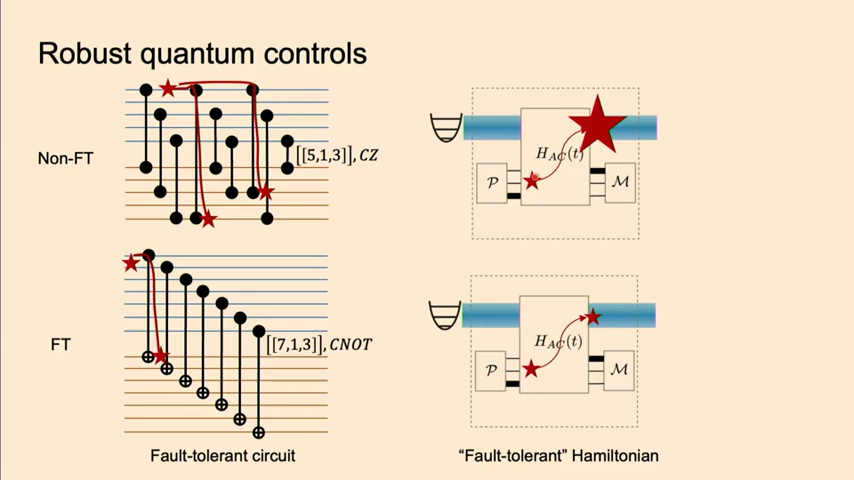 Robust quantum controls
Non-FT
[[5,1,3]], CZ
H_{AC}(t)
𝒫
ℳ
FT
[[7,1,3]], CNOT
H_{AC}(t)
𝒫
ℳ
Fault-tolerant circuit
“Fault-tolerant” Hamiltonian